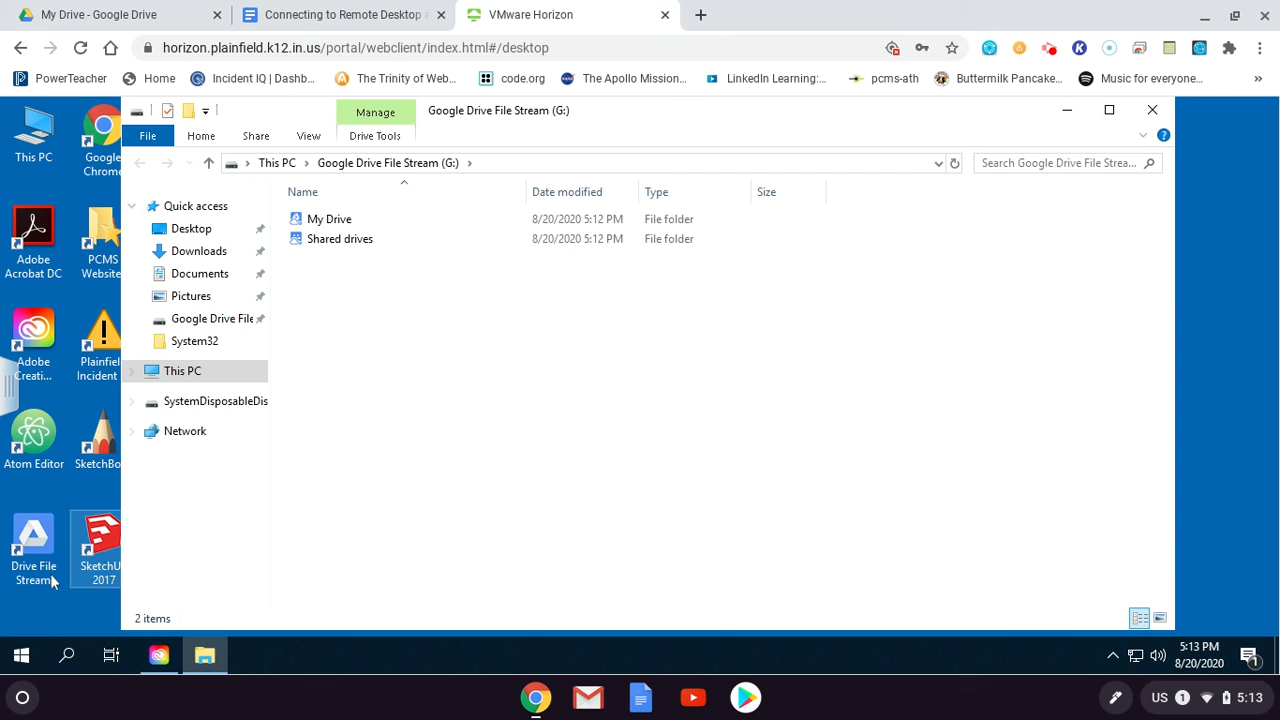 My Drive - Google Drive
Connecting to Remote Desktop a
VMware Horizon
horizon.plainfield.k12.in.us/portal/webclient/index.html#/desktop
PowerTeacher
Home
Incident IQ | Dashb...
The Trinity of Web...
code.org
The Apollo Mission...
LinkedIn Learning:...
pcms-ath
Buttermilk Pancake...
Music for everyone...
»
Manage
Google Drive File Stream (G:)
File
Home
Share
View
Drive Tools
This PC
Google Drive File Stream (G:)
Search Google Drive File Strea...
Name
Date modified
Type
Size
My Drive
8/20/2020 5:12 PM
File folder
Shared drives
8/20/2020 5:12 PM
File folder
Quick access
Desktop
Downloads
Documents
Pictures
Google Drive File
System32
This PC
SystemDisposableDis
Network
2 items
This PC
Google
Chrome
Adobe
Acrobat DC
PCMS
Website
Adobe
Creati...
Plainfield
Incident
Atom Editor
SketchBo
Drive File
Stream
SketchU
2017
5:13 PM
8/20/2020
1
US
1
5:13